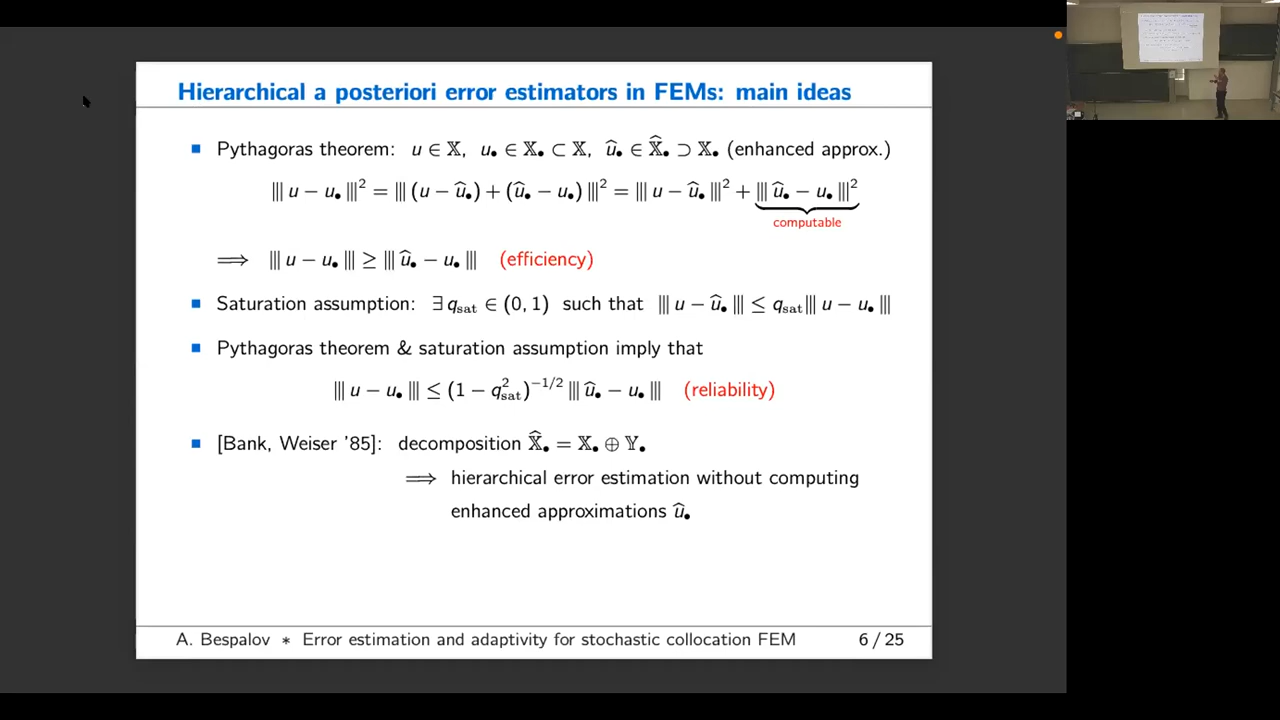 Hierarchical a posteriori error estimators in FEMs: main ideas
Pythagoras theorem: u ∈ 𝕏, u• ∈ 𝕏• ⊂ 𝕏, û• ∈ 𝕏̂• ⊃ 𝕏• (enhanced approx.)
||| u − u• |||² = ||| (u − û•) + (û• − u•) |||² = ||| u − û• |||² + ||| û• − u• |||²
computable
⟹ ||| u − u• ||| ≥ ||| û• − u• ||| (efficiency)
Saturation assumption: ∃ q_sat ∈ (0, 1) such that ||| u − û• ||| ≤ q_sat ||| u − u• |||
Pythagoras theorem & saturation assumption imply that
||| u − u• ||| ≤ (1 − q²_sat)^{−1/2} ||| û• − u• ||| (reliability)
[Bank, Weiser '85]: decomposition 𝕏̂• = 𝕏• ⊕ 𝕐•
⟹ hierarchical error estimation without computing
enhanced approximations û•
A. Bespalov ∗ Error estimation and adaptivity for stochastic collocation FEM 6 / 25